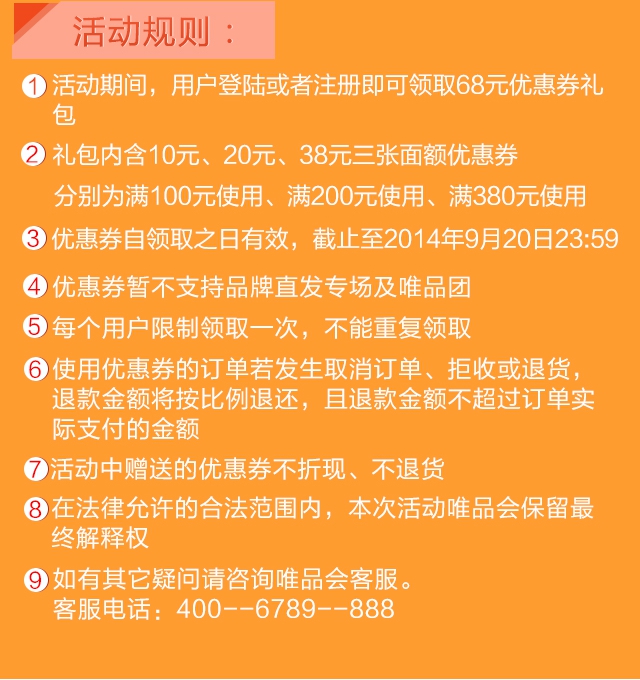 活动规则：
①活动期间，用户登陆或者注册即可领取68元优惠券礼
包
②礼包内含10元、20元、38元三张面额优惠券
分别为满100元使用、满200元使用、满380元使用
③优惠券自领取之日有效，截止至2014年9月20日23:59
④优惠券暂不支持品牌直发专场及唯品团
⑤每个用户限制领取一次，不能重复领取
⑥使用优惠券的订单若发生取消订单、拒收或退货，
退款金额将按比例退还，且退款金额不超过订单实
际支付的金额
⑦活动中赠送的优惠券不折现、不退货
⑧在法律允许的合法范围内，本次活动唯品会保留最
终解释权
⑨如有其它疑问请咨询唯品会客服。
客服电话：400--6789--888